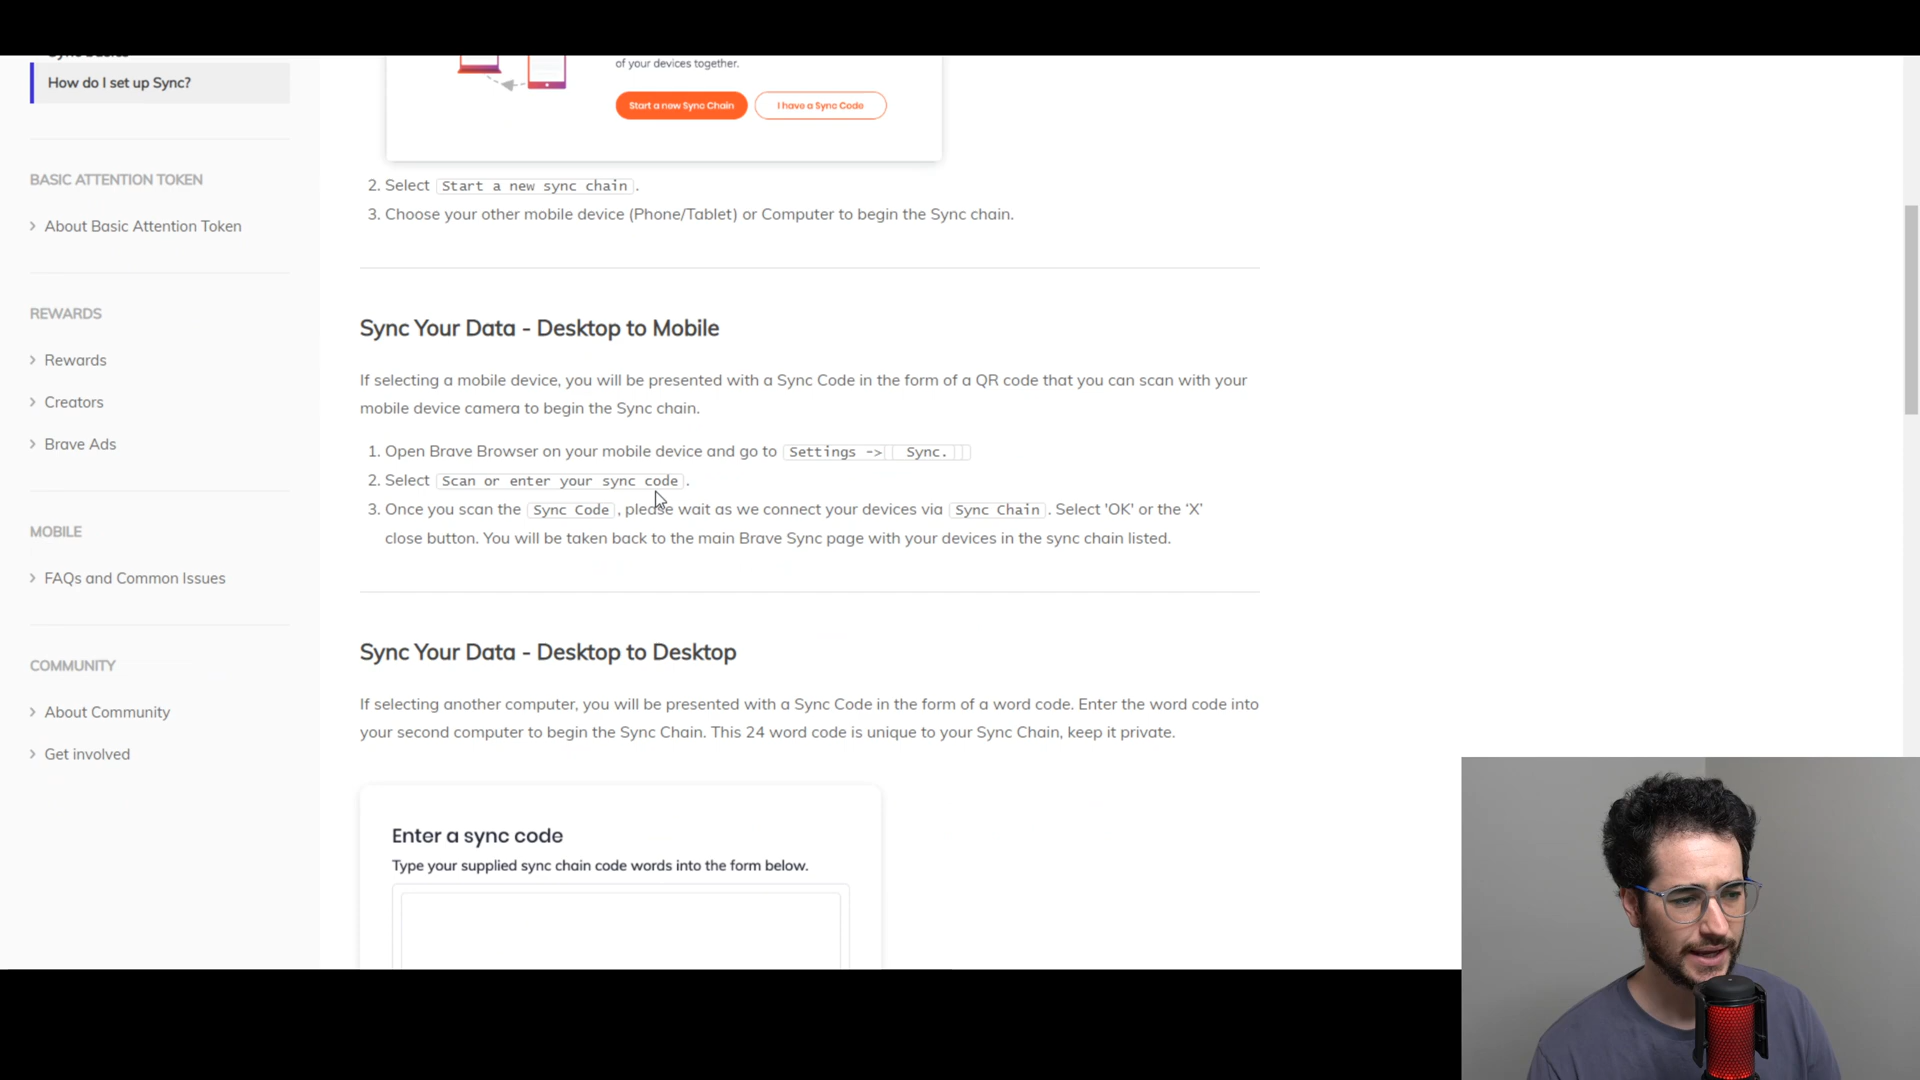 Sync basics
How do I set up Sync?
BASIC ATTENTION TOKEN
About Basic Attention Token
REWARDS
Rewards
Creators
Brave Ads
MOBILE
FAQs and Common Issues
COMMUNITY
About Community
Get involved
of your devices together.
Start a new Sync Chain
I have a Sync Code
2. Select Start a new sync chain.
3. Choose your other mobile device (Phone/Tablet) or Computer to begin the Sync chain.
Sync Your Data - Desktop to Mobile
If selecting a mobile device, you will be presented with a Sync Code in the form of a QR code that you can scan with your
mobile device camera to begin the Sync chain.
1. Open Brave Browser on your mobile device and go to Settings -> Sync.
2. Select Scan or enter your sync code.
3. Once you scan the Sync Code, please wait as we connect your devices via Sync Chain. Select 'OK' or the ‘X’
close button. You will be taken back to the main Brave Sync page with your devices in the sync chain listed.
Sync Your Data - Desktop to Desktop
If selecting another computer, you will be presented with a Sync Code in the form of a word code. Enter the word code into
your second computer to begin the Sync Chain. This 24 word code is unique to your Sync Chain, keep it private.
Enter a sync code
Type your supplied sync chain code words into the form below.